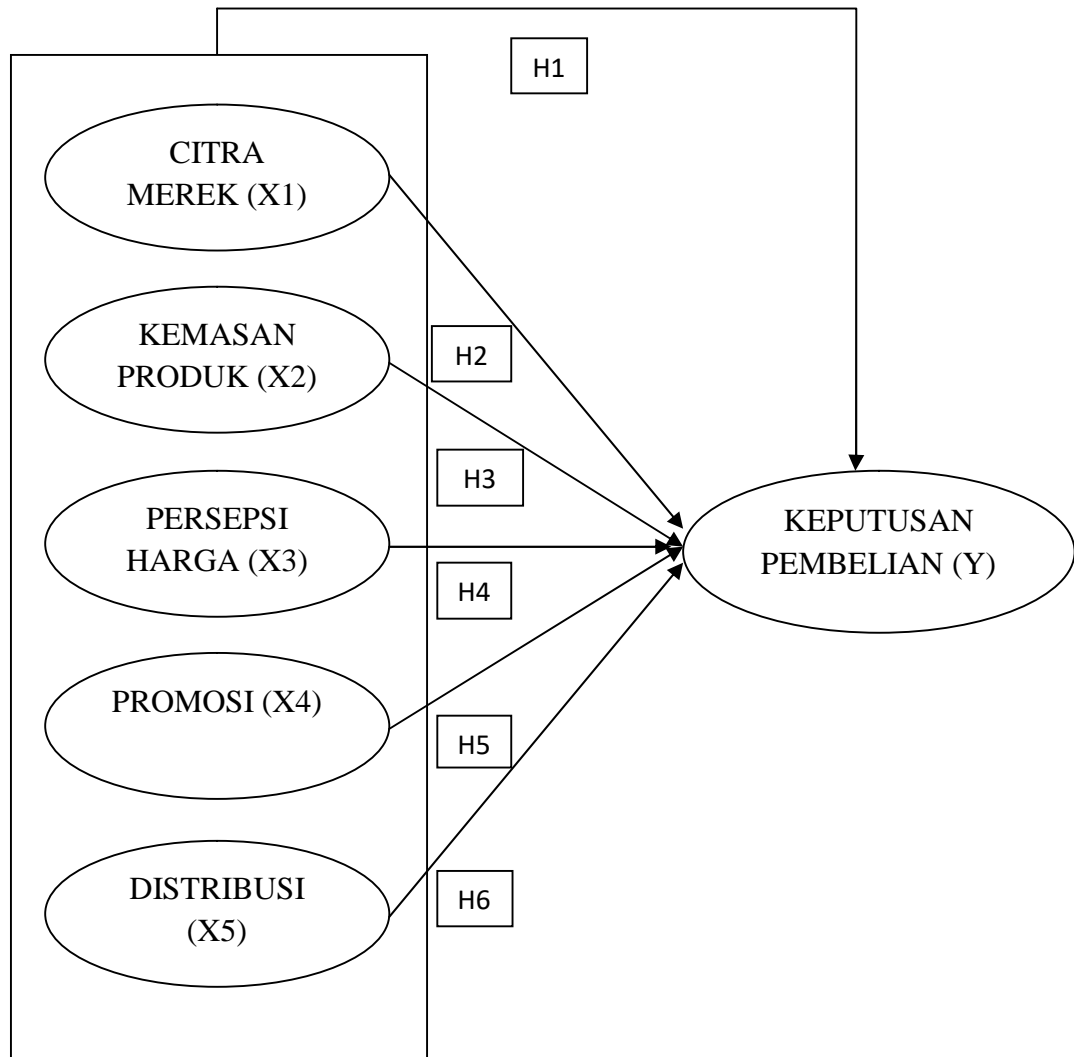 H1
CITRA
MEREK (X1)
H2
KEMASAN
PRODUK (X2)
H3
PERSEPSI
HARGA (X3)
H4
KEPUTUSAN
PEMBELIAN (Y)
PROMOSI (X4)
H5
DISTRIBUSI
(X5)
H6